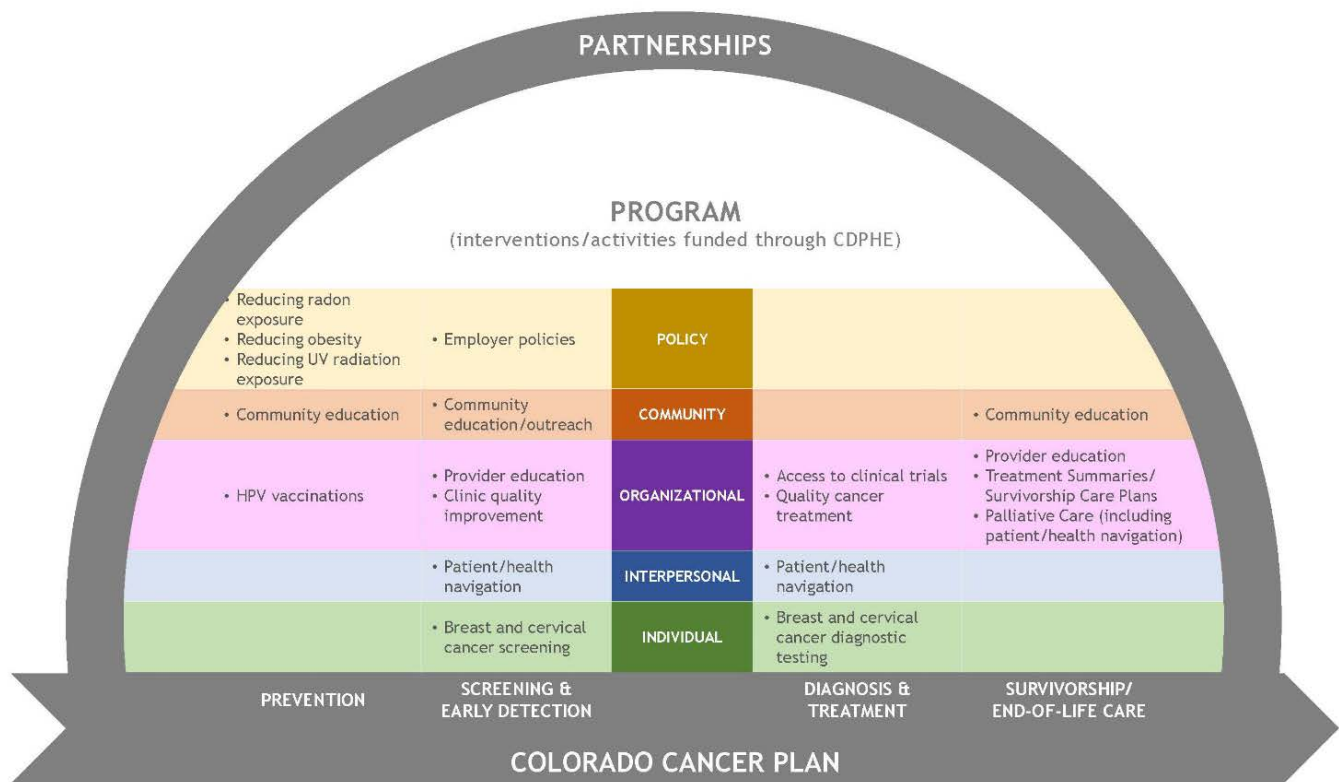 PARTNERSHIPS
PROGRAM
(interventions/activities funded through CDPHE)
• Reducing radon
exposure
• Reducing obesity
• Reducing UV radiation
exposure
• Employer policies
POLICY
• Community education
• Community
education/outreach
COMMUNITY
• Community education
• HPV vaccinations
• Provider education
• Clinic quality
improvement
ORGANIZATIONAL
• Access to clinical trials
• Quality cancer
treatment
• Provider education
• Treatment Summaries/
Survivorship Care Plans
• Palliative Care (including
patient/health navigation)
• Patient/health
navigation
INTERPERSONAL
• Patient/health
navigation
• Breast and cervical
cancer screening
INDIVIDUAL
• Breast and cervical
cancer diagnostic
testing
PREVENTION
SCREENING &
EARLY DETECTION
DIAGNOSIS &
TREATMENT
SURVIVORSHIP/
END-OF-LIFE CARE
COLORADO CANCER PLAN